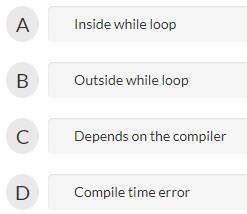 A Inside while loop
B Outside while loop
C Depends on the compiler
D Compile time error